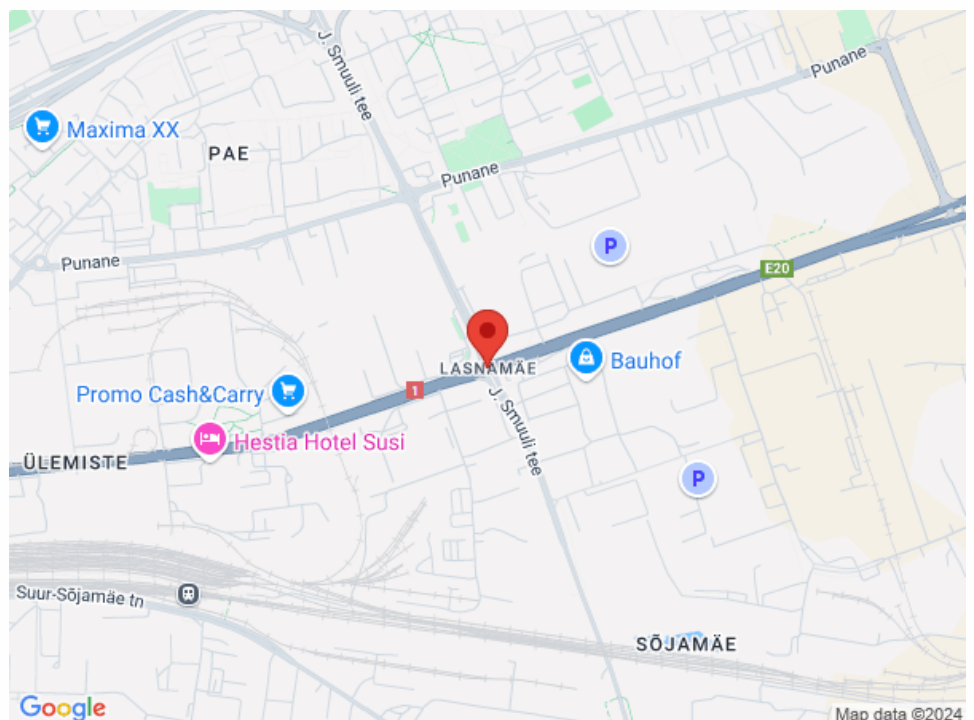 J. Smuuli tee
Punane
Maxima XX
PAE
Punane
P
Punane
E20
LASNAMÄE
Bauhof
1
Promo Cash&Carry
J. Smuuli tee
Hestia Hotel Susi
ÜLEMISTE
P
Suur-Sõjamäe tn
SÕJAMÄE
Google
Map data ©2024